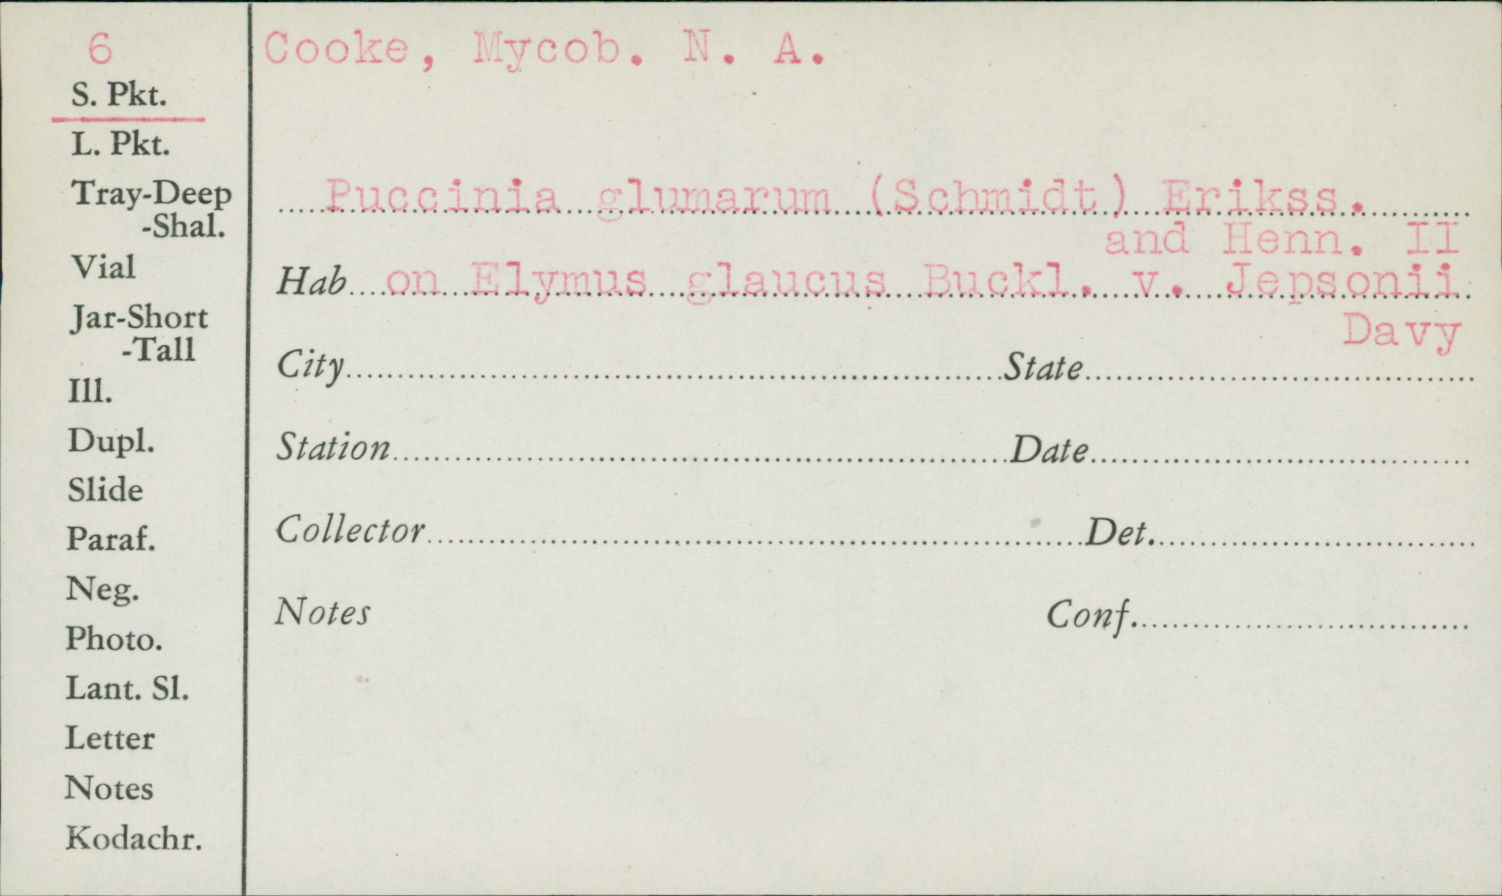 6
S. Pkt.
L. Pkt.
Tray-Deep
-Shal.
Vial
Jar-Short
-Tall
Ill.
Dupl.
Slide
Paraf.
Neg.
Photo.
Lant. Sl.
Letter
Notes
Kodachr.
Cooke, Mycob. N. A.
Puccinia glumarum (Schmidt) Erikss.
and Henn. II
Hab on Elymus glaucus Buckl. v. Jepsonii
Davy
City State
Station Date
Collector Det.
Notes Conf.